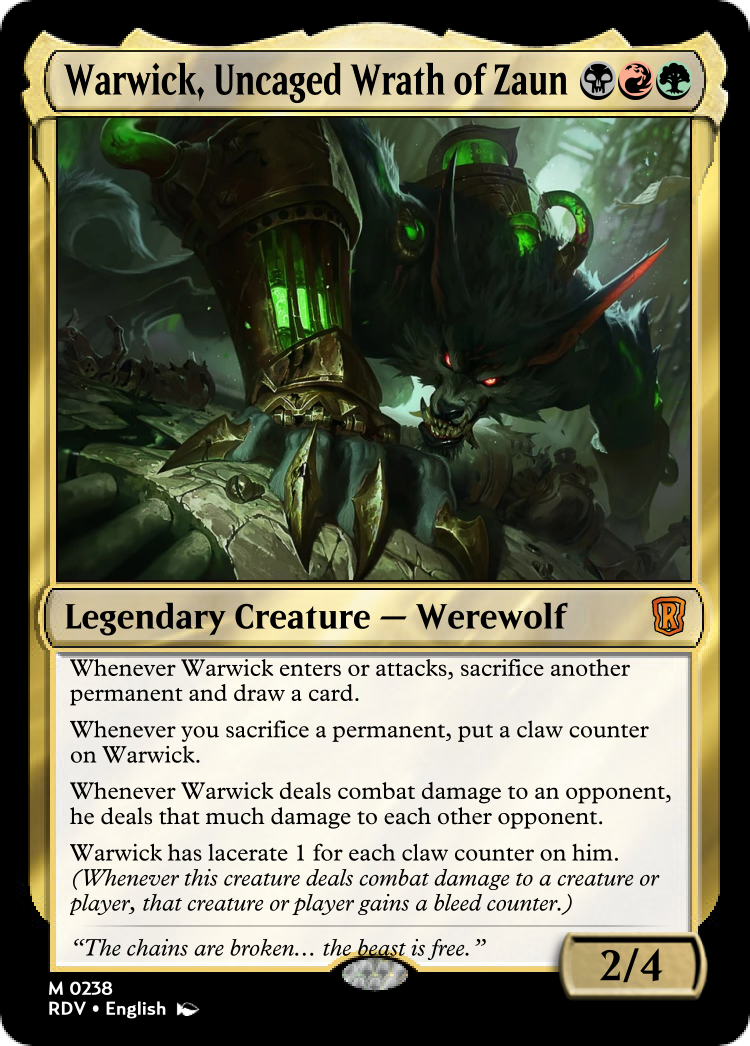 Warwick, Uncaged Wrath of Zaun
Legendary Creature — Werewolf
R
Whenever Warwick enters or attacks, sacrifice another
permanent and draw a card.
Whenever you sacrifice a permanent, put a claw counter
on Warwick.
Whenever Warwick deals combat damage to an opponent,
he deals that much damage to each other opponent.
Warwick has lacerate 1 for each claw counter on him.
(Whenever this creature deals combat damage to a creature or
player, that creature or player gains a bleed counter.)
“The chains are broken… the beast is free.”
2/4
M 0238
RDV • English